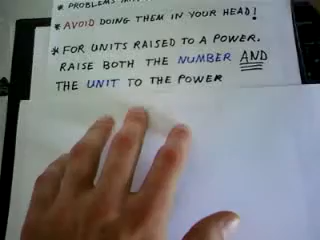 * PROBLEMS
* AVOID DOING THEM IN YOUR HEAD!
* FOR UNITS RAISED TO A POWER.
RAISE BOTH THE NUMBER AND
THE UNIT TO THE POWER